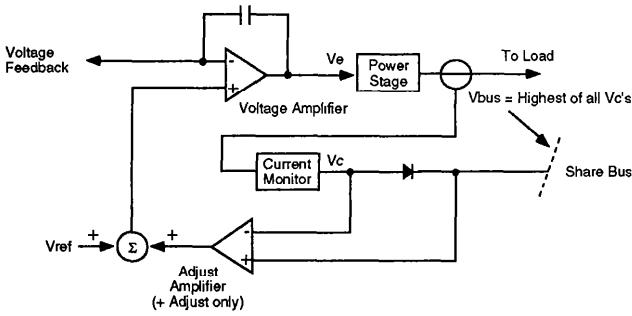 Voltage
Feedback
-
+
Voltage Amplifier
Ve
Power
Stage
To Load
Vbus = Highest of all Vc's
Current
Monitor
Vc
Share Bus
Vref
+
Σ
+
-
+
Adjust
Amplifier
(+ Adjust only)